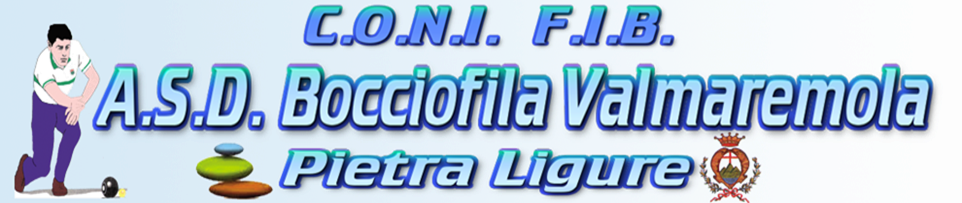 C.O.N.I. F.I.B.
A.S.D. Bocciofila Valmaremola
Pietra Ligure